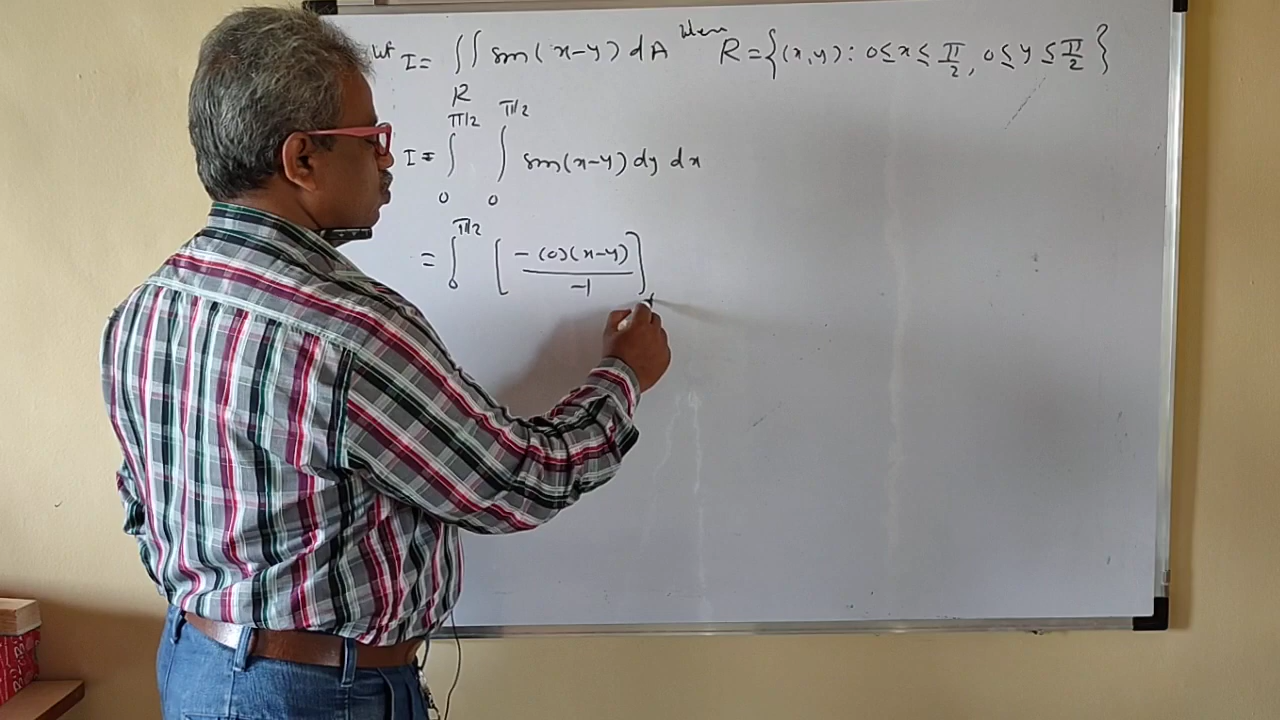 I = ∬ sin(x-y) dA Where R = {(x,y) : 0 ≤ x ≤ π/2, 0 ≤ y ≤ π/2}
R
π/2 π/2
I = ∫ ∫ sin(x-y) dy dx
0 0
π/2
= ∫ [ -cos(x-y) / -1 ]
0